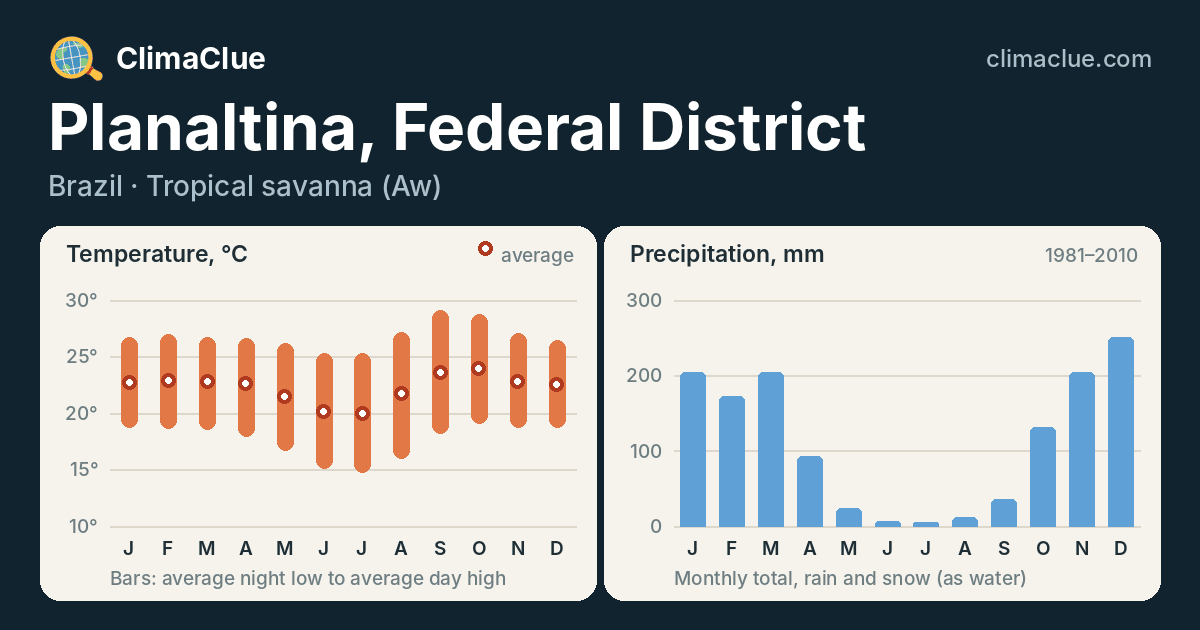 ClimaClue
climaclue.com
Planaltina, Federal District
Brazil · Tropical savanna (Aw)
Temperature, °C
average
30°
25°
20°
15°
10°
J F M A M J J A S O N D
Bars: average night low to average day high
Precipitation, mm
1981–2010
300
200
100
0
J F M A M J J A S O N D
Monthly total, rain and snow (as water)